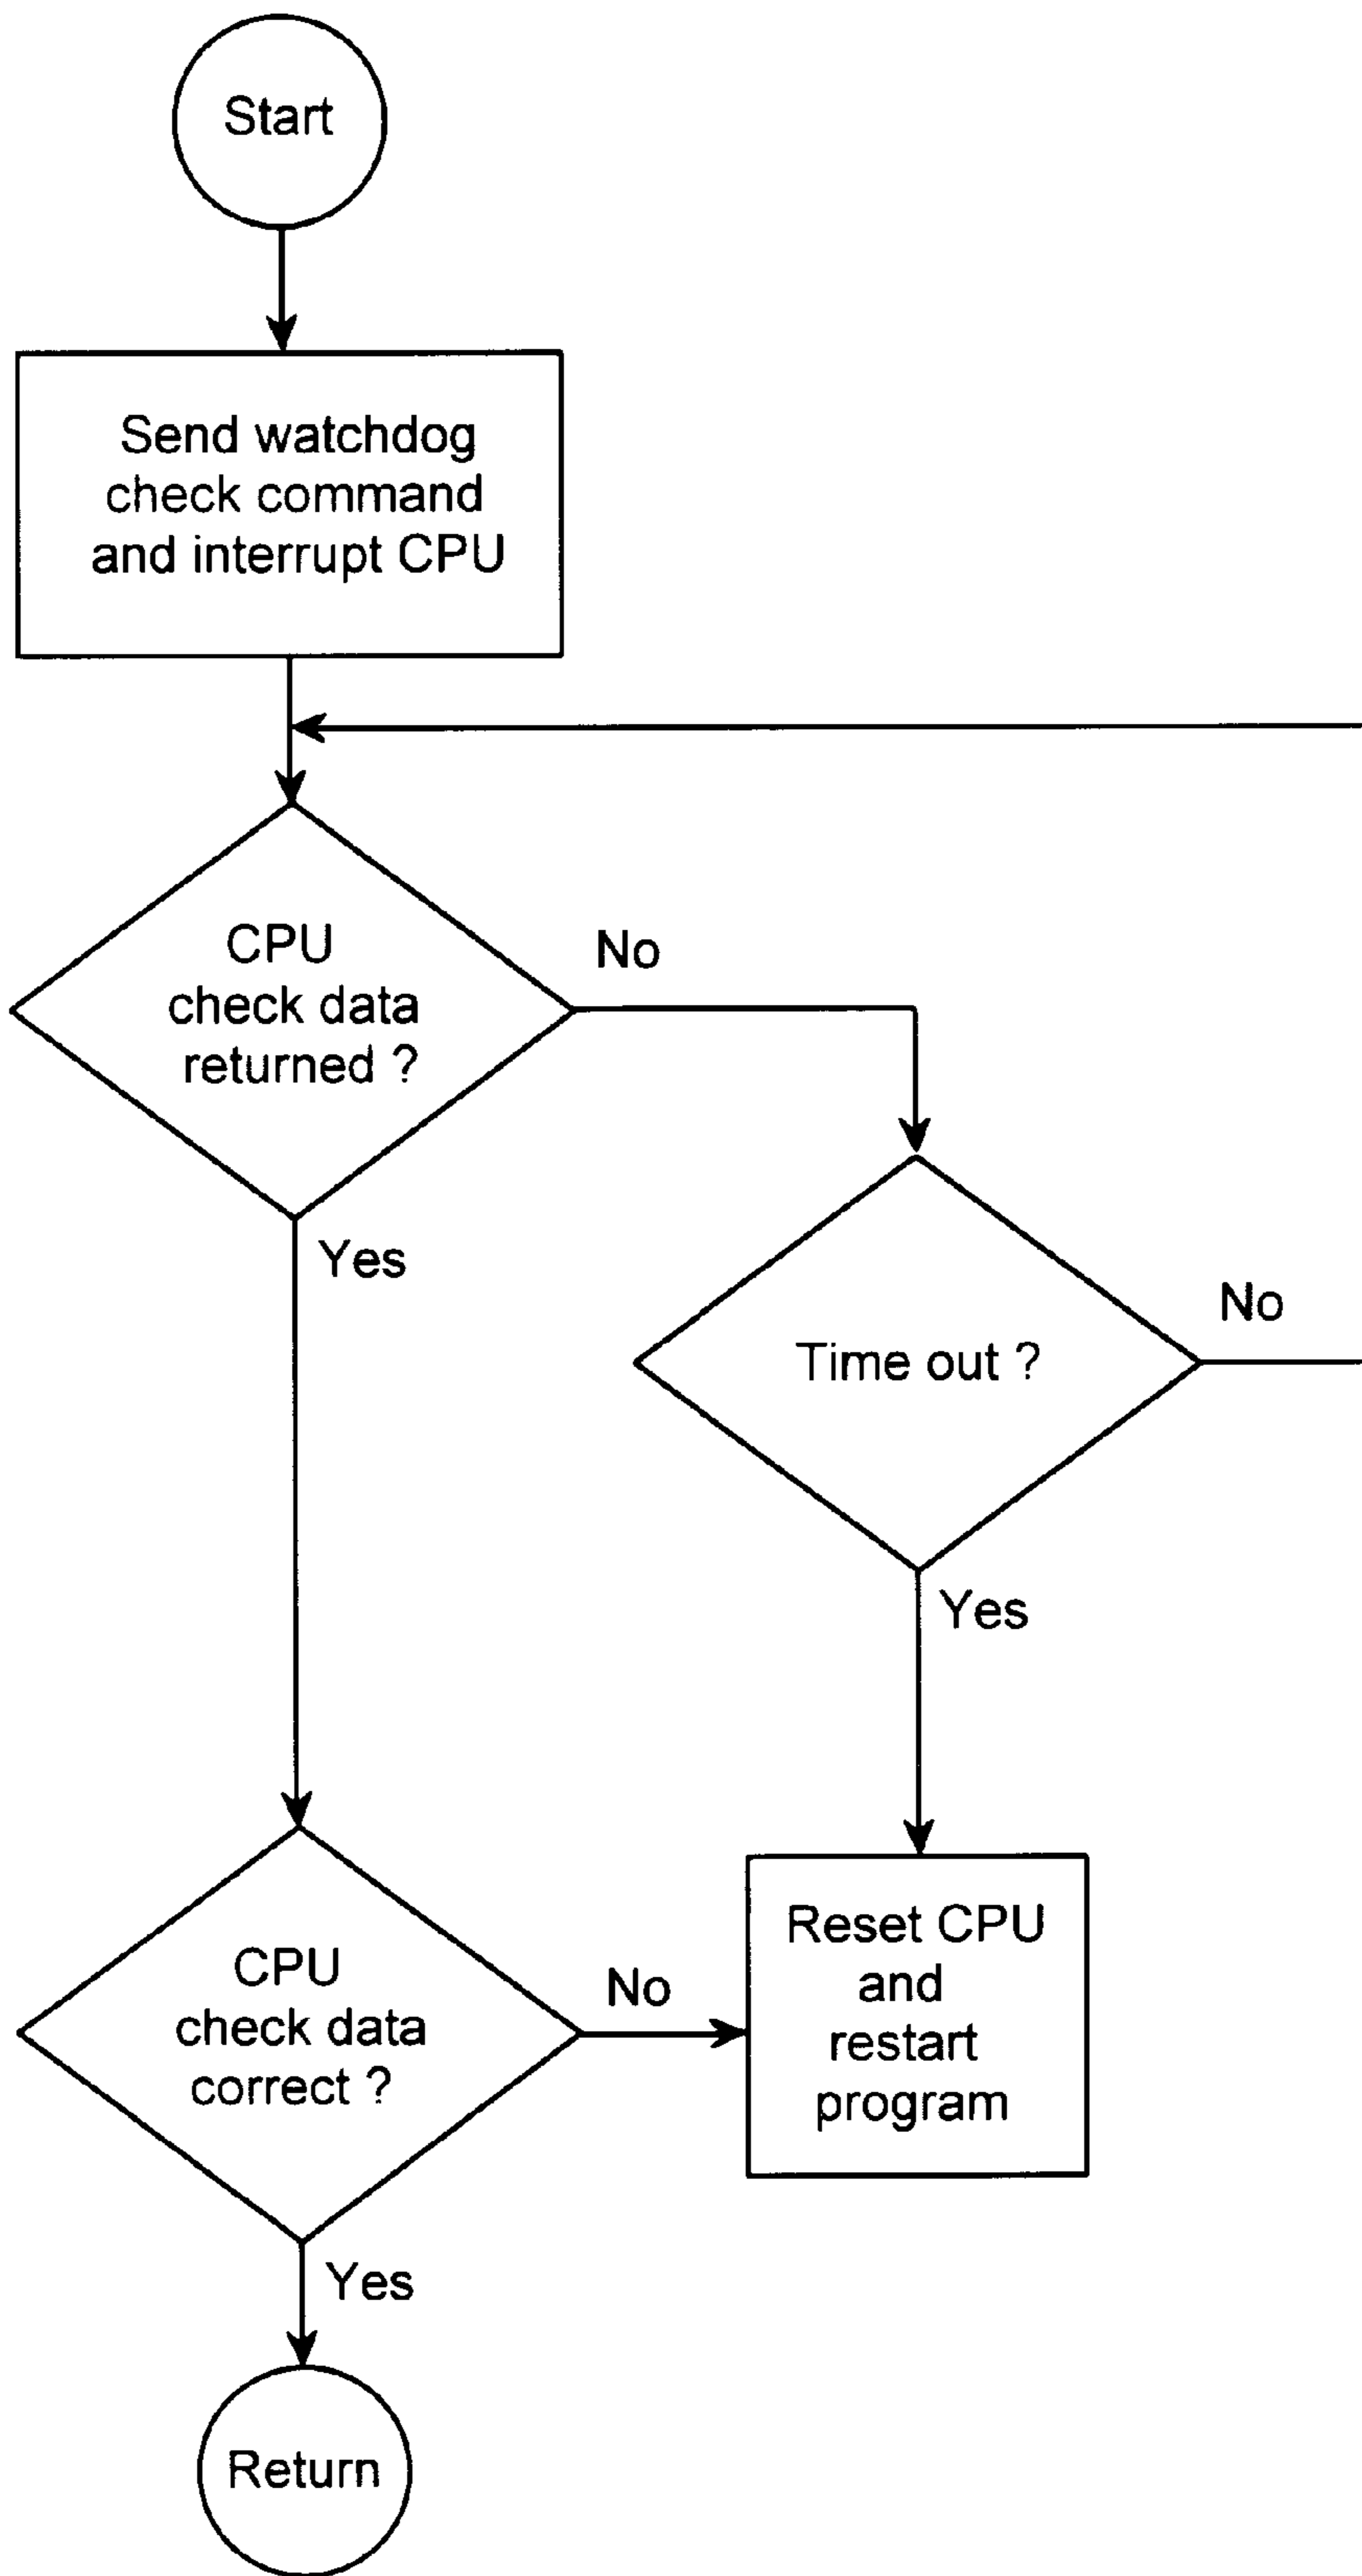 Start
Send watchdog
check command
and interrupt CPU
CPU
check data
returned ?
No
Yes
Time out ?
No
Yes
CPU
check data
correct ?
No
Reset CPU
and
restart
program
Yes
Return